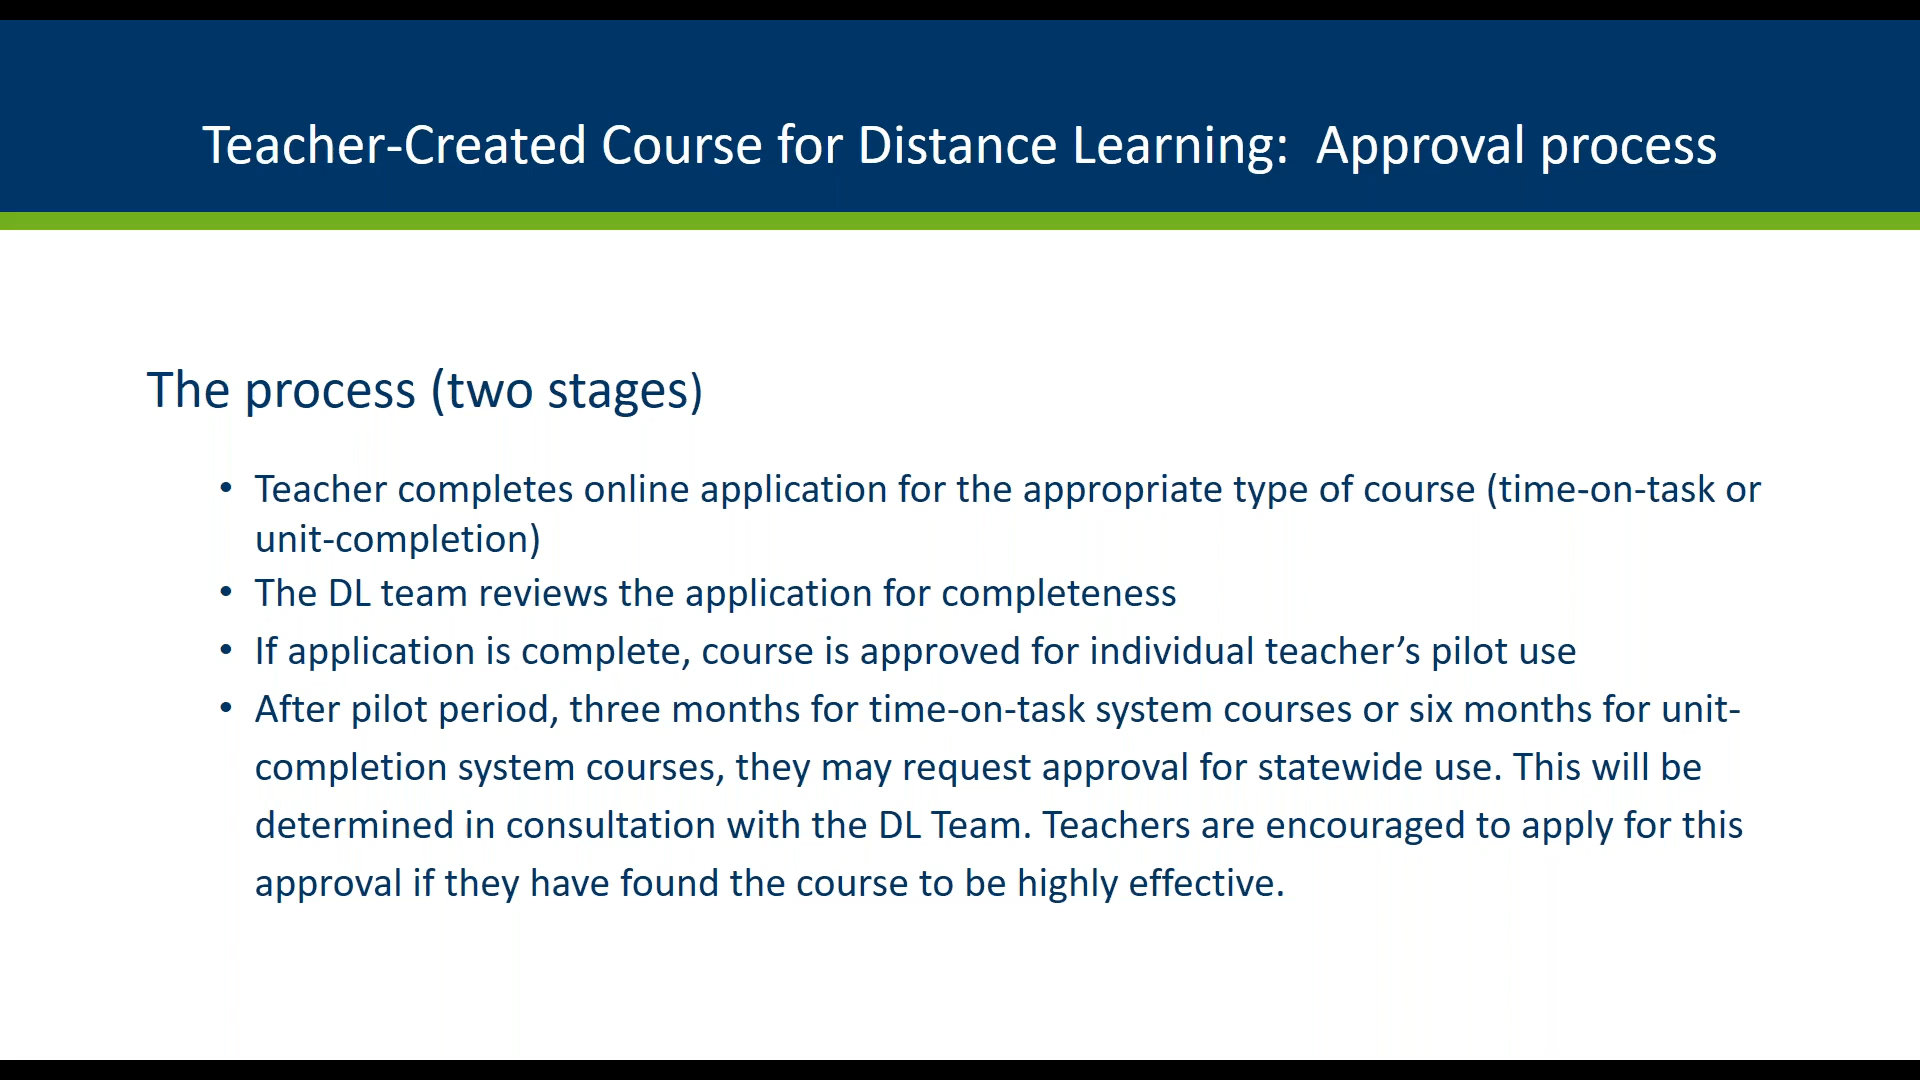 Teacher-Created Course for Distance Learning:  Approval process
The process (two stages)
• Teacher completes online application for the appropriate type of course (time-on-task or
unit-completion)
• The DL team reviews the application for completeness
• If application is complete, course is approved for individual teacher’s pilot use
• After pilot period, three months for time-on-task system courses or six months for unit-
completion system courses, they may request approval for statewide use. This will be
determined in consultation with the DL Team. Teachers are encouraged to apply for this
approval if they have found the course to be highly effective.